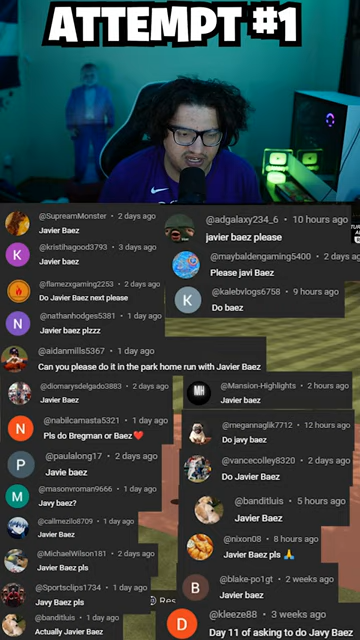 ATTEMPT #1
@SupreamMonster • 2 days ago
Javier Baez
@kristihagood3793 • 3 days ago
Javier baez
@flamezxgaming2253 • 2 days ago
Do Javier Baez next please
@nathanhodges5381 • 1 day ago
Javier baez plzzz
@aidanmills5367 • 1 day ago
Can you please do it in the park home run with Javier Baez
@diomarysdelgado3883 • 2 days ago
Javier Baez
@nabilcamasta5321 • 1 day ago
Pls do Bregman or Baez❤️
@paulalong17 • 2 days ago
Javie baez
@masonvroman9666 • 1 day ago
Javy baez?
@callmezilo8709 • 1 day ago
Javier Baez
@MichaelWilson181 • 2 days ago
Javier Baez pls
@Sportsclips1734 • 1 day ago
Javy Baez pls
@banditluis • 1 day ago
Actually Javier Baez
@adgalaxy234_6 • 10 hours ago
javier baez please
@maybaldengaming5400 • 2 days ago
Please javi Baez
@kalebvlogs6758 • 9 hours ago
Do baez
MH
@Mansion-Highlights • 2 hours ago
Javier baez
@megannaglik7712 • 12 hours ago
Do javy baez
@vancecolley8320 • 2 days ago
Do Javier Baez
@banditluis • 5 hours ago
Javier Baez
@nixon08 • 8 hours ago
Javier Baez pls 🙏
@blake-po1gt • 2 weeks ago
Javier baez
@kleeze88 • 3 weeks ago
Day 11 of asking to do Javy Baez
K
N
N
P
M
K
B
D
Res